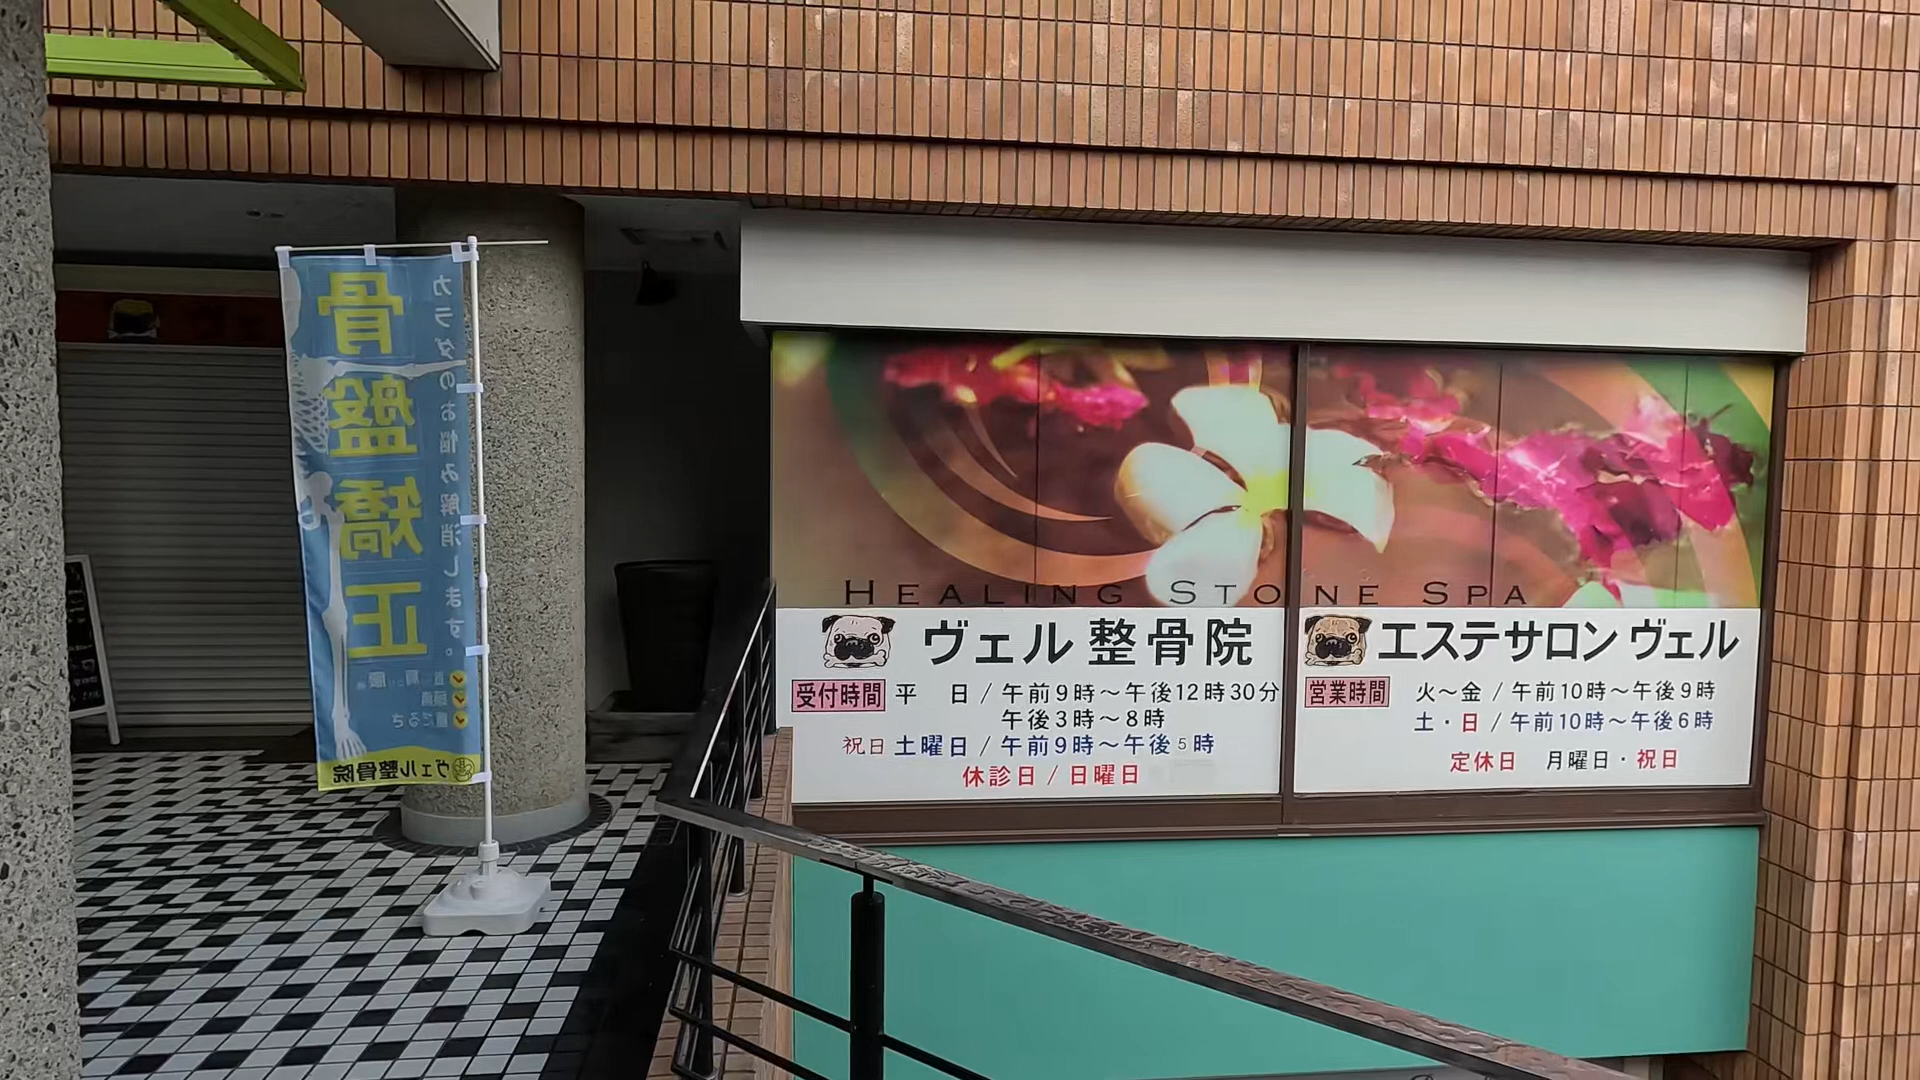 骨盤矯正
カラダのお悩み解消します。
ヴェル整骨院
HEALING STONE SPA
ヴェル 整骨院
受付時間 平 日 / 午前9時～午後12時30分
午後3時～8時
祝日 土曜日 / 午前9時～午後5時
休診日 / 日曜日
エステサロン ヴェル
営業時間 火～金 / 午前10時～午後9時
土・日 / 午前10時～午後6時
定休日 月曜日・祝日